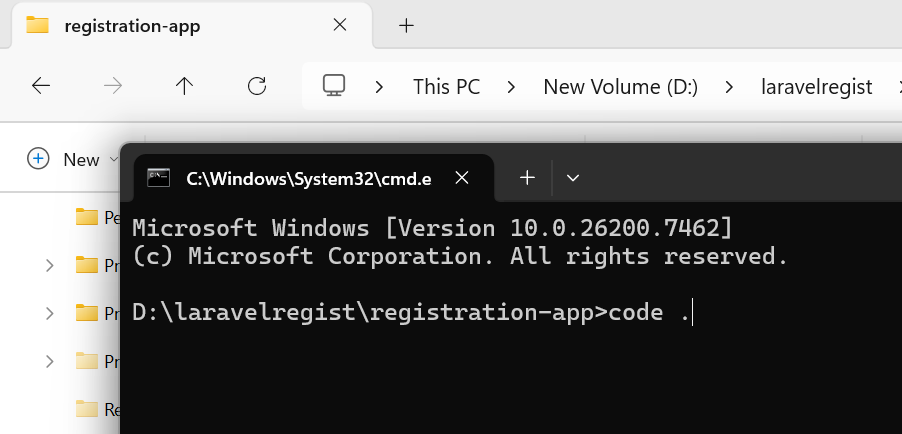 registration-app
This PC > New Volume (D:) > laravelregist
New
C:\Windows\System32\cmd.e
Microsoft Windows [Version 10.0.26200.7462]
(c) Microsoft Corporation. All rights reserved.
D:\laravelregist\registration-app>code .
Pe
Pr
Pr
Pr
Re